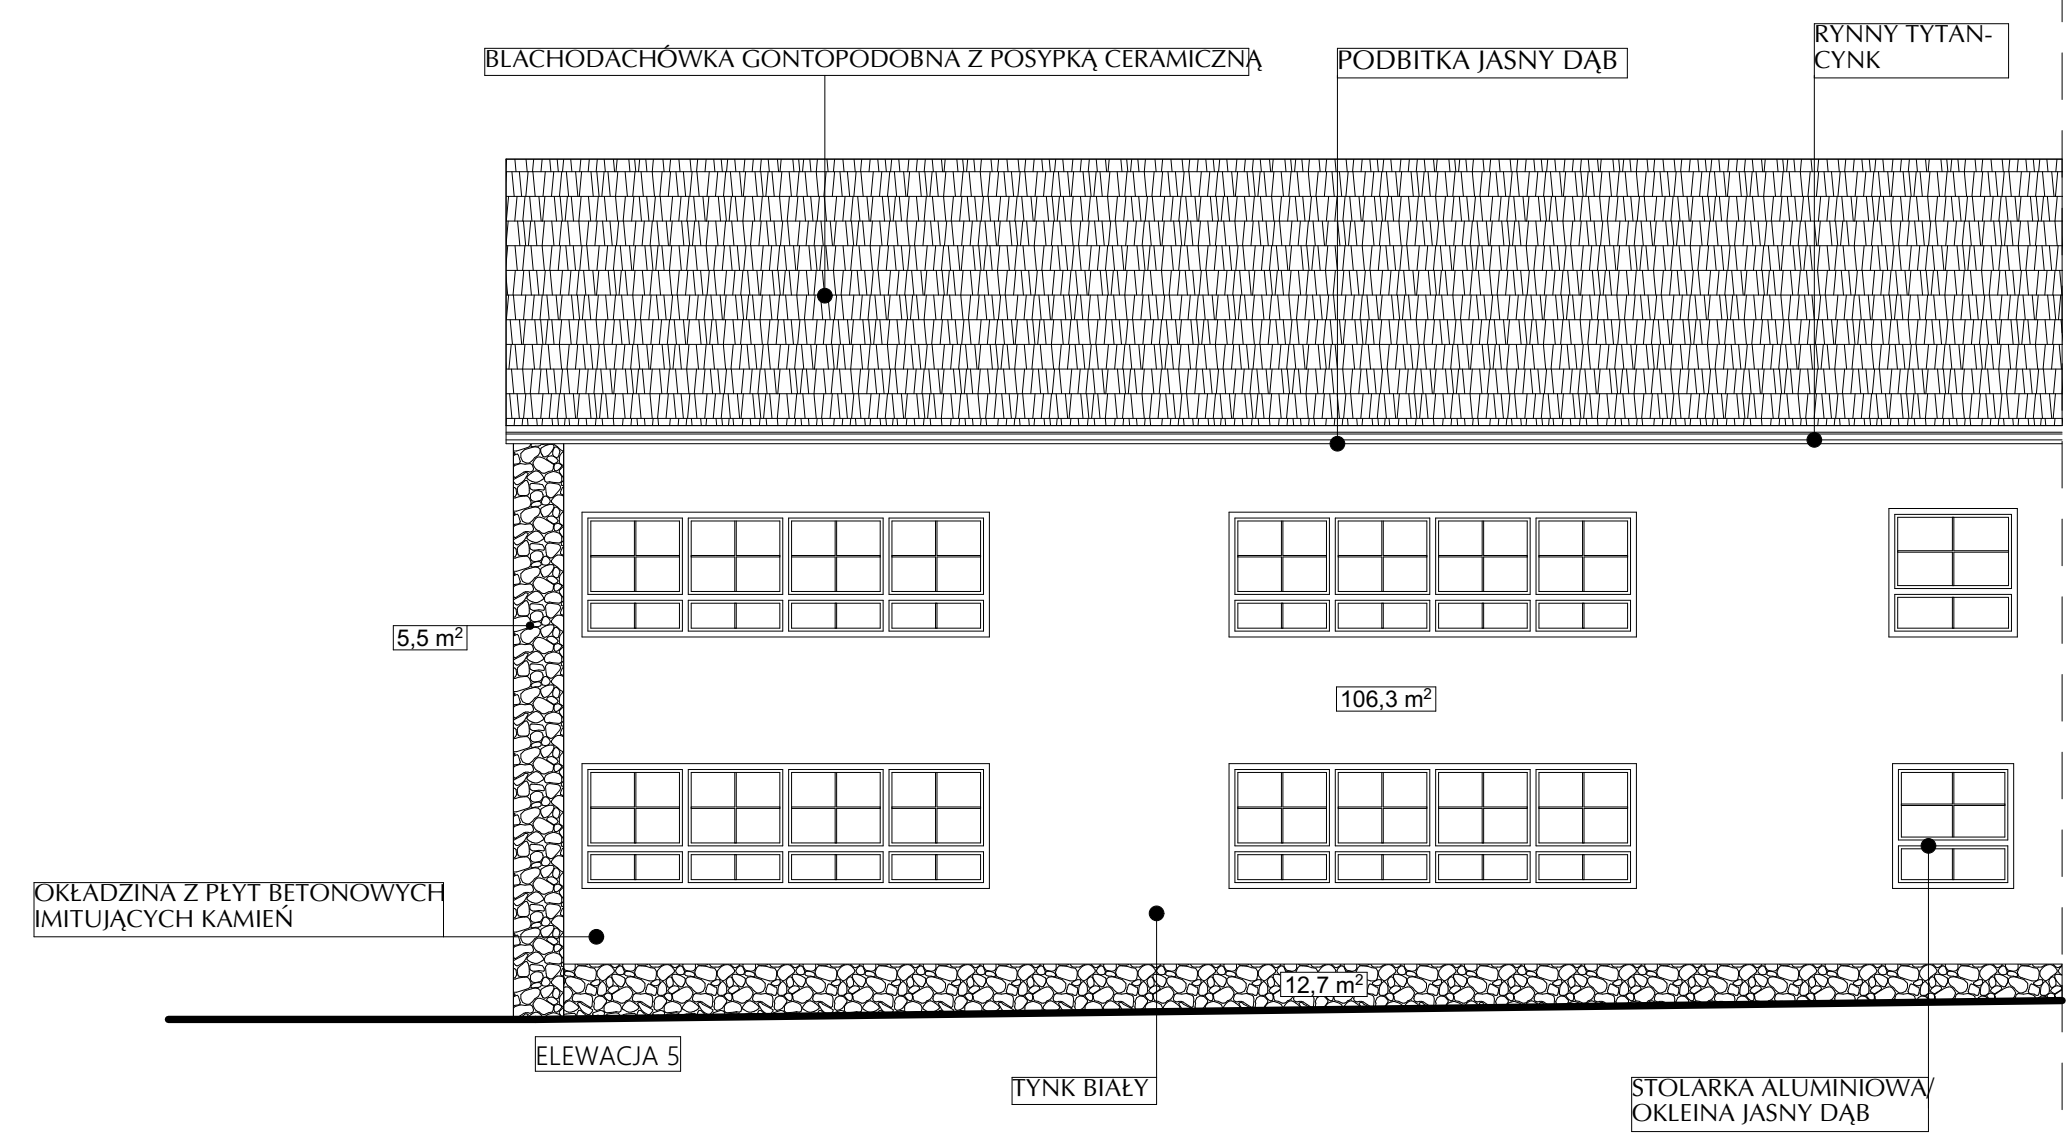 BLACHODACHÓWKA GONTOPODOBNA Z POSYPKĄ CERAMICZNĄ
PODBITKA JASNY DĄB
RYNNY TYTAN-
CYNK
5,5 m²
106,3 m²
OKŁADZINA Z PŁYT BETONOWYCH
IMITUJĄCYCH KAMIEŃ
12,7 m²
ELEWACJA 5
TYNK BIAŁY
STOLARKA ALUMINIOWA/
OKLEINA JASNY DĄB